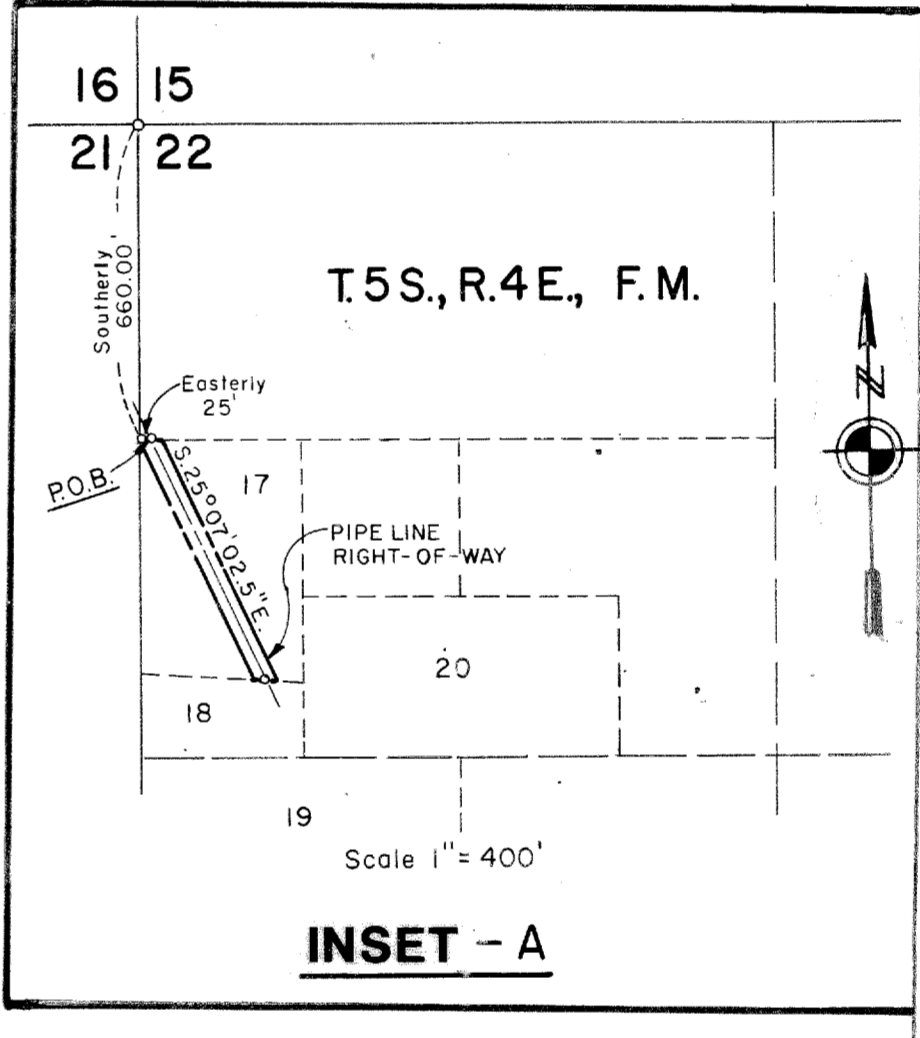 16 15
21 22
T. 5 S., R. 4 E., F. M.
Southerly
660.00'
Easterly
25'
P.O.B.
S. 25° 07' 02.5" E.
17
PIPE LINE
RIGHT-OF-WAY
N
20
18
19
Scale 1" = 400'
INSET - A